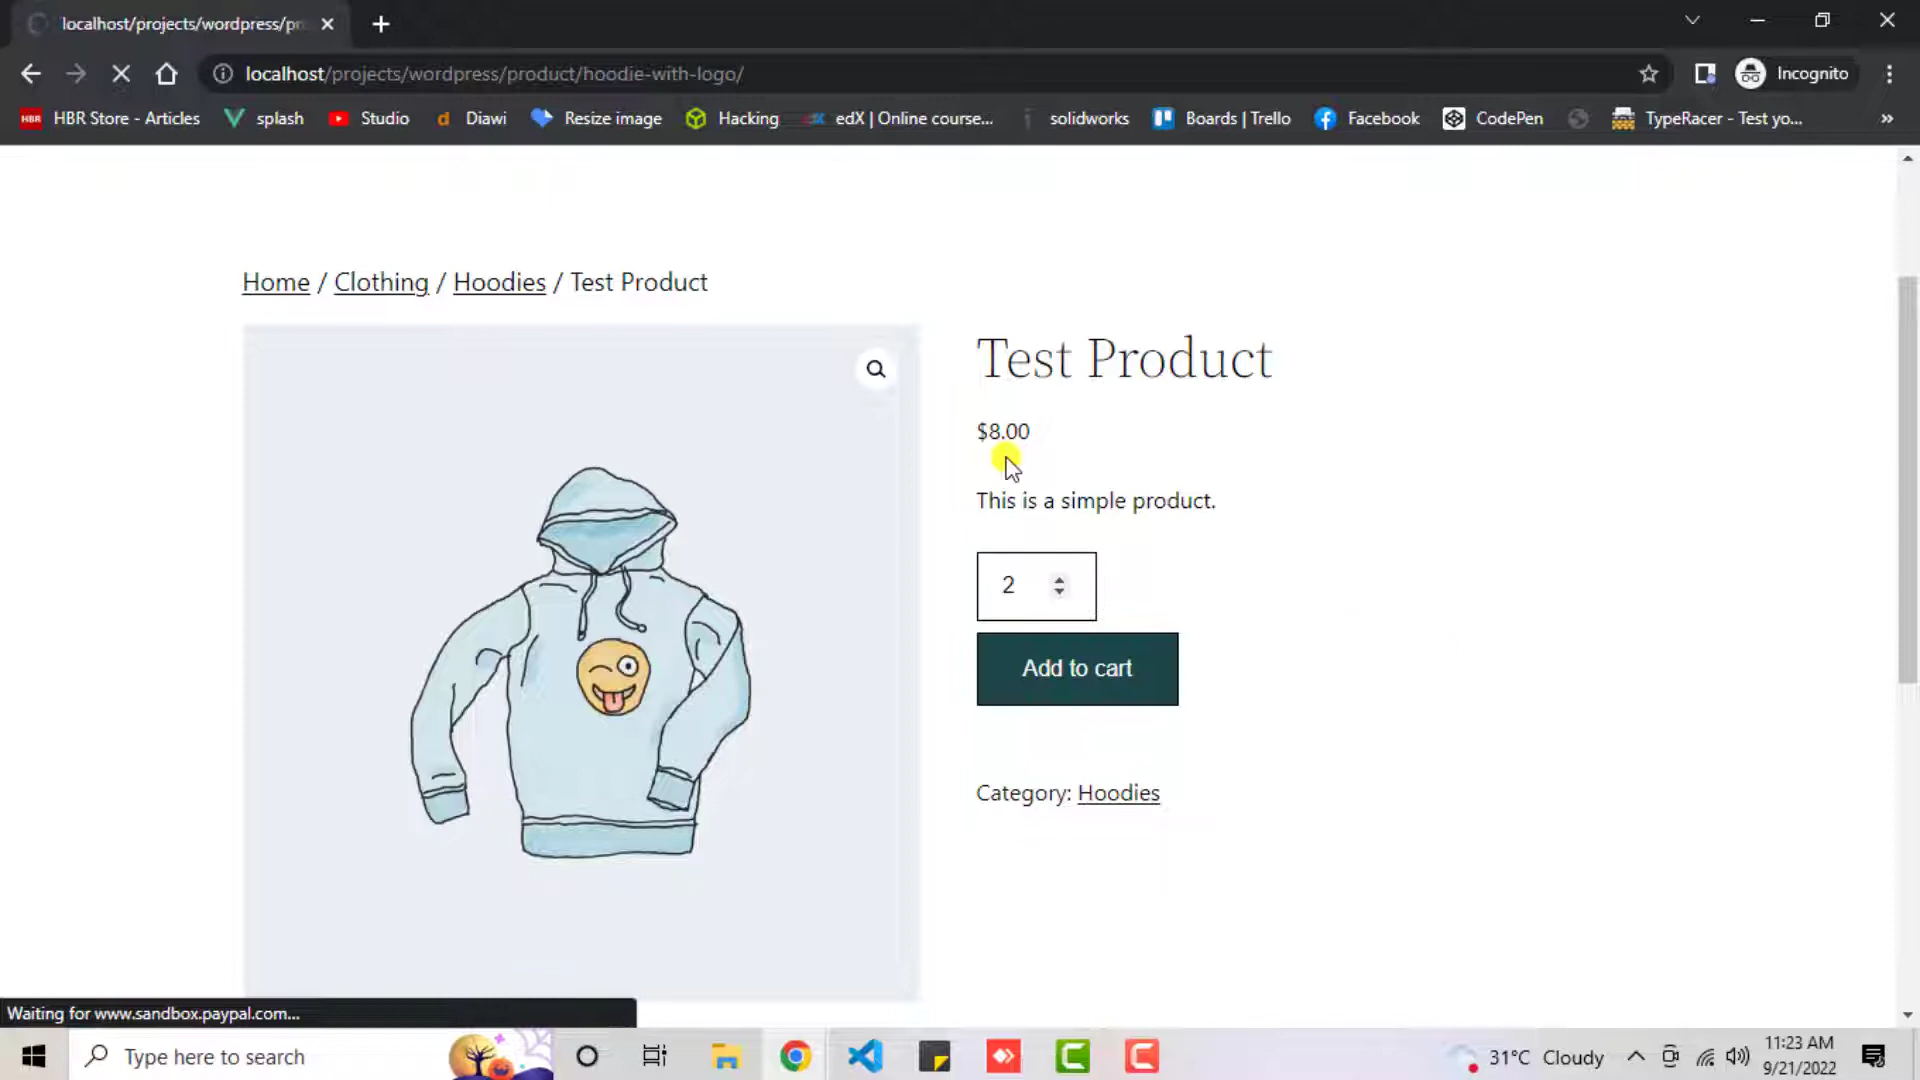 localhost/projects/wordpress/pr
localhost/projects/wordpress/product/hoodie-with-logo/
Incognito
HBR HBR Store - Articles
splash
Studio
d Diawi
Resize image
Hacking
edX | Online course...
solidworks
Boards | Trello
Facebook
CodePen
TypeRacer - Test yo...
»
Home / Clothing / Hoodies / Test Product
Test Product
$8.00
This is a simple product.
2
Add to cart
Category: Hoodies
Waiting for www.sandbox.paypal.com...
Type here to search
31°C Cloudy
11:23 AM
9/21/2022